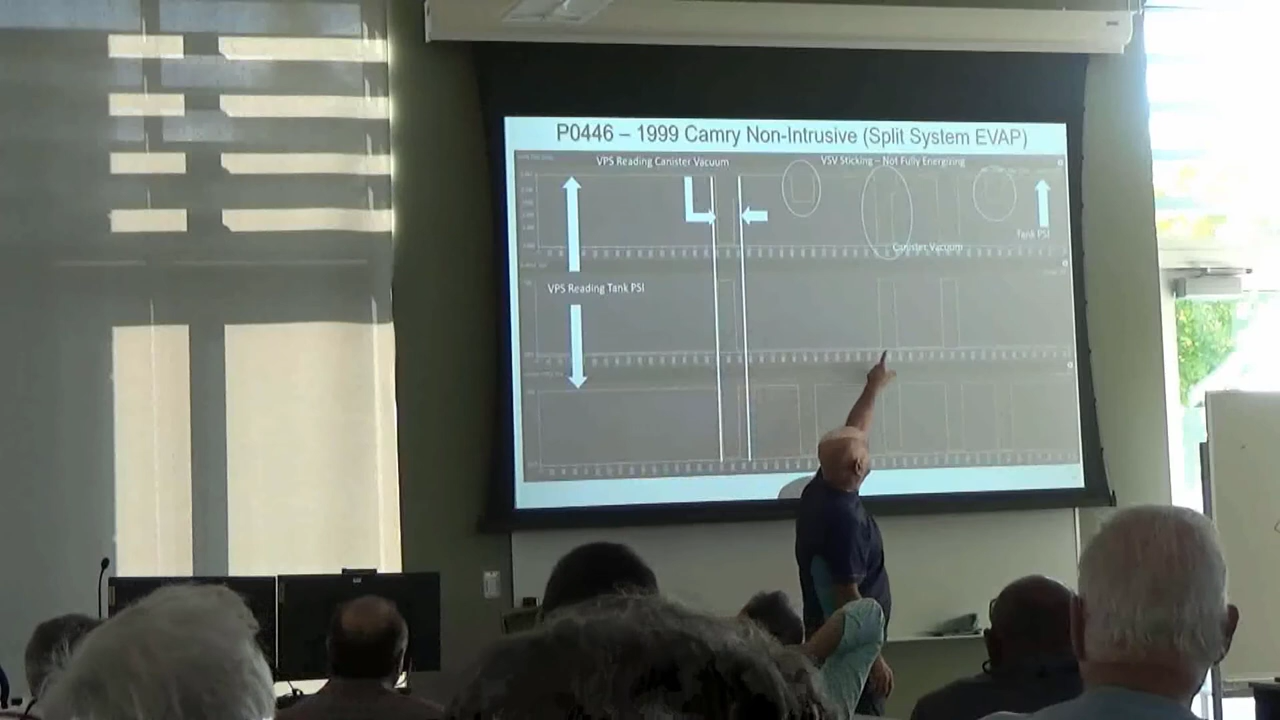 P0446 – 1999 Camry Non-Intrusive (Split System EVAP)
VPS Reading Canister Vacuum
VSV Sticking – Not Fully Energizing
Tank PSI
Canister Vacuum
VPS Reading Tank PSI